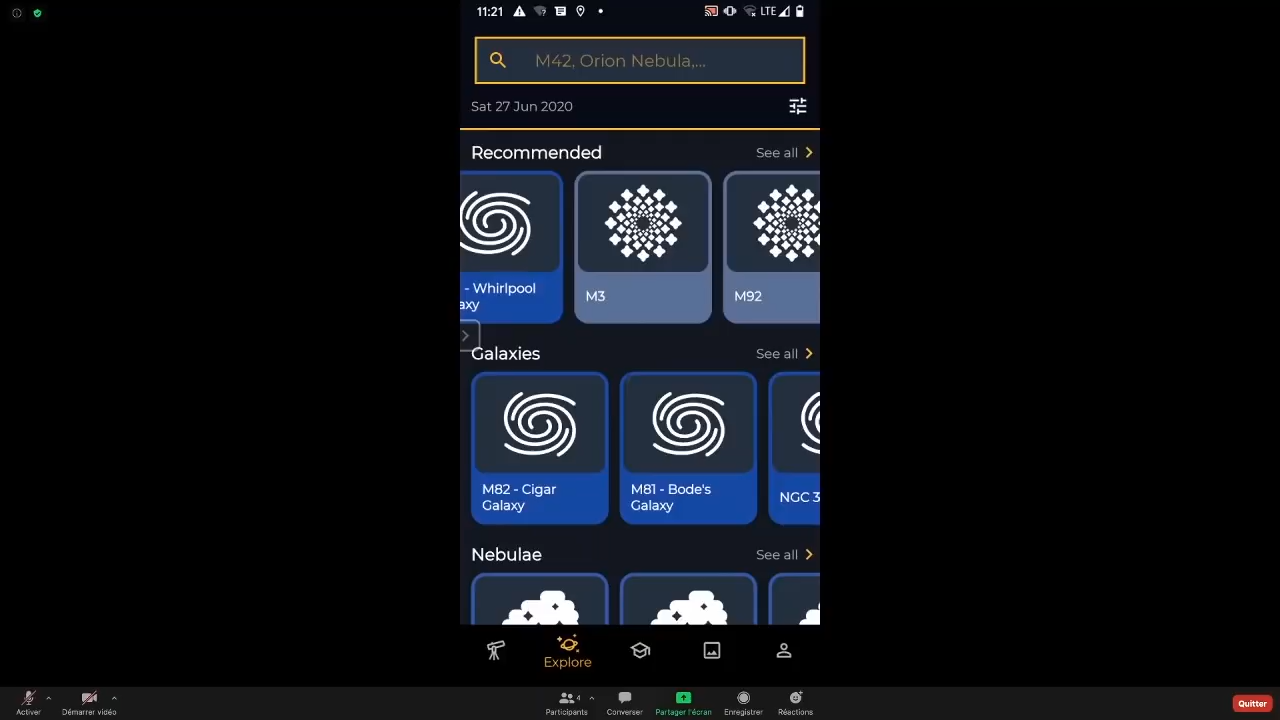 11:21
LTE
M42, Orion Nebula,...
Sat 27 Jun 2020
Recommended
See all
- Whirlpool
axy
M3
M92
Galaxies
See all
M82 - Cigar
Galaxy
M81 - Bode's
Galaxy
NGC 3
Nebulae
See all
Explore
Activer
Démarrer vidéo
4
Participants
Converser
Partager l'écran
Enregistrer
Réactions
Quitter